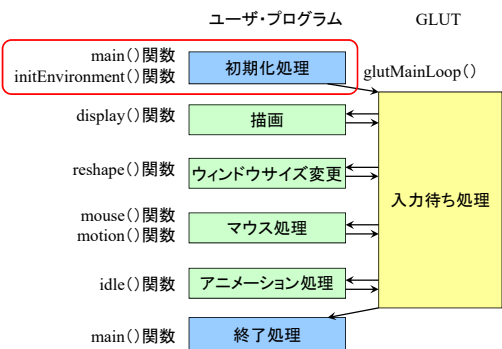 ユーザ・プログラム
GLUT
main()関数
initEnvironment()関数
初期化処理
glutMainLoop()
display()関数
描画
reshape()関数
ウィンドウサイズ変更
入力待ち処理
mouse()関数
motion()関数
マウス処理
idle()関数
アニメーション処理
main()関数
終了処理